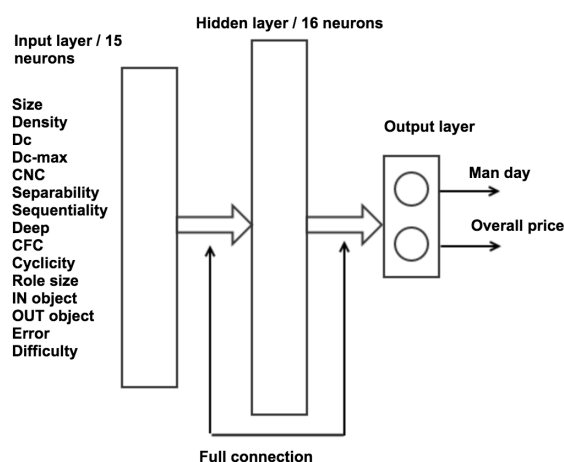 Hidden layer / 16 neurons
Input layer / 15
neurons
Size
Density
Dc
Dc-max
CNC
Separability
Sequentiality
Deep
CFC
Cyclicity
Role size
IN object
OUT object
Error
Difficulty
Output layer
Man day
Overall price
Full connection